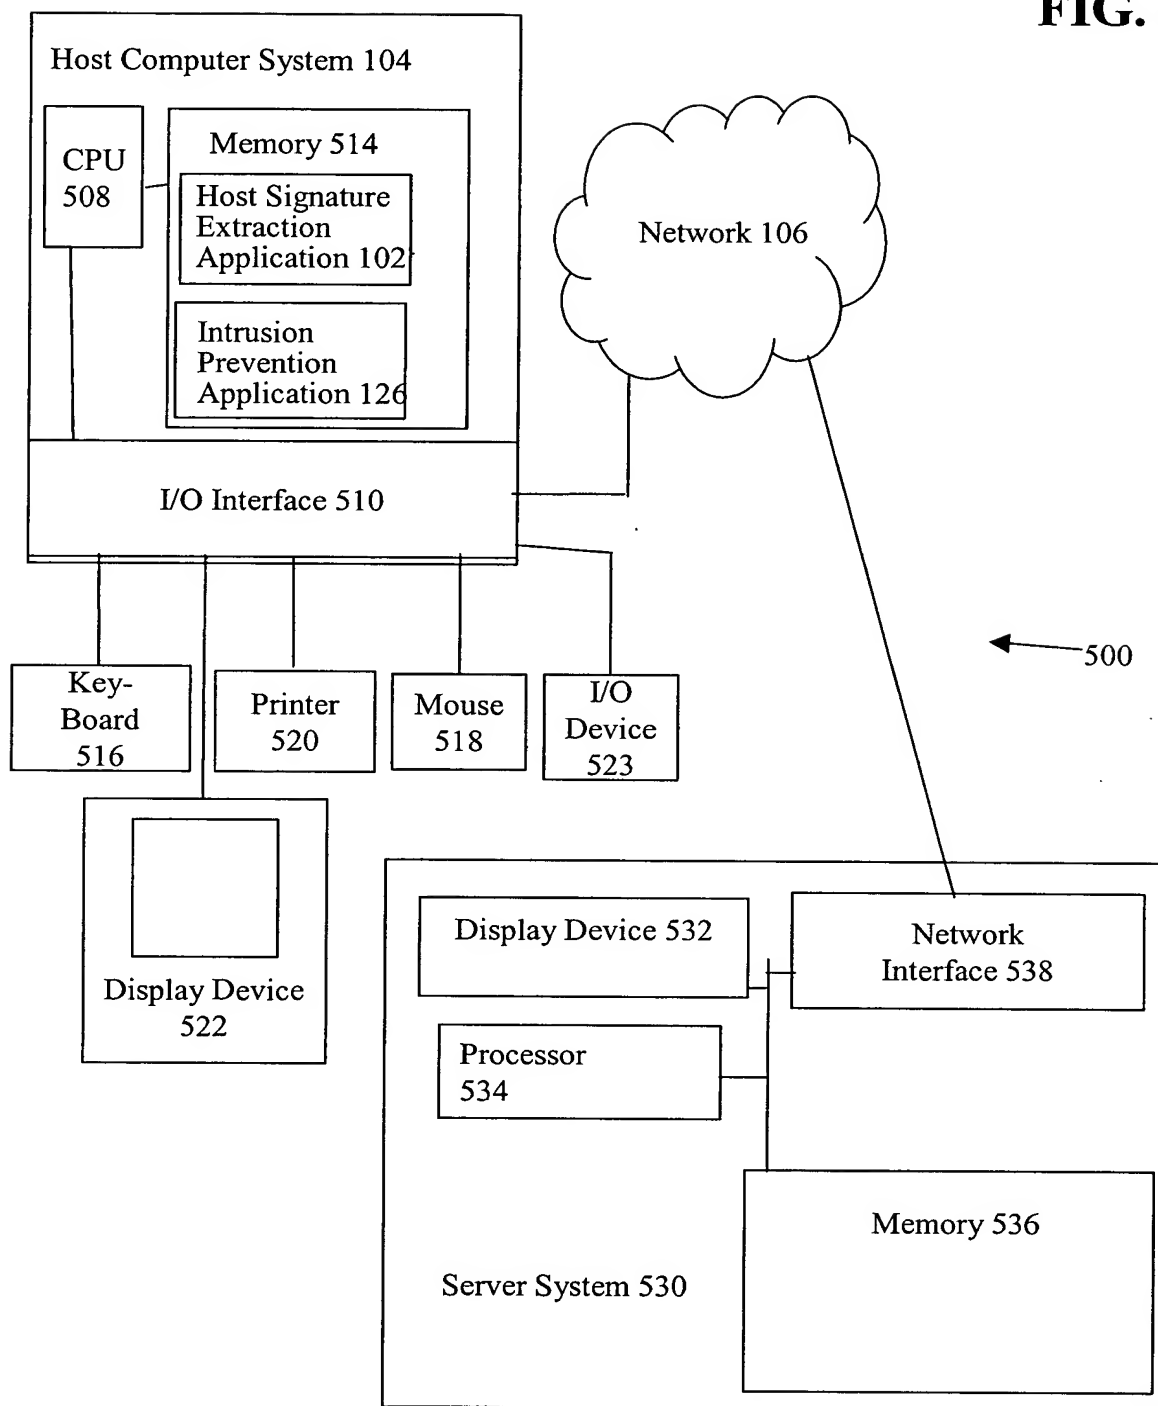 FIG.
Host Computer System 104
CPU
508
Memory 514
Host Signature
Extraction
Application 102
Intrusion
Prevention
Application 126
Network 106
I/O Interface 510
500
Key-
Board
516
Printer
520
Mouse
518
I/O
Device
523
Display Device
522
Display Device 532
Network
Interface 538
Processor
534
Memory 536
Server System 530